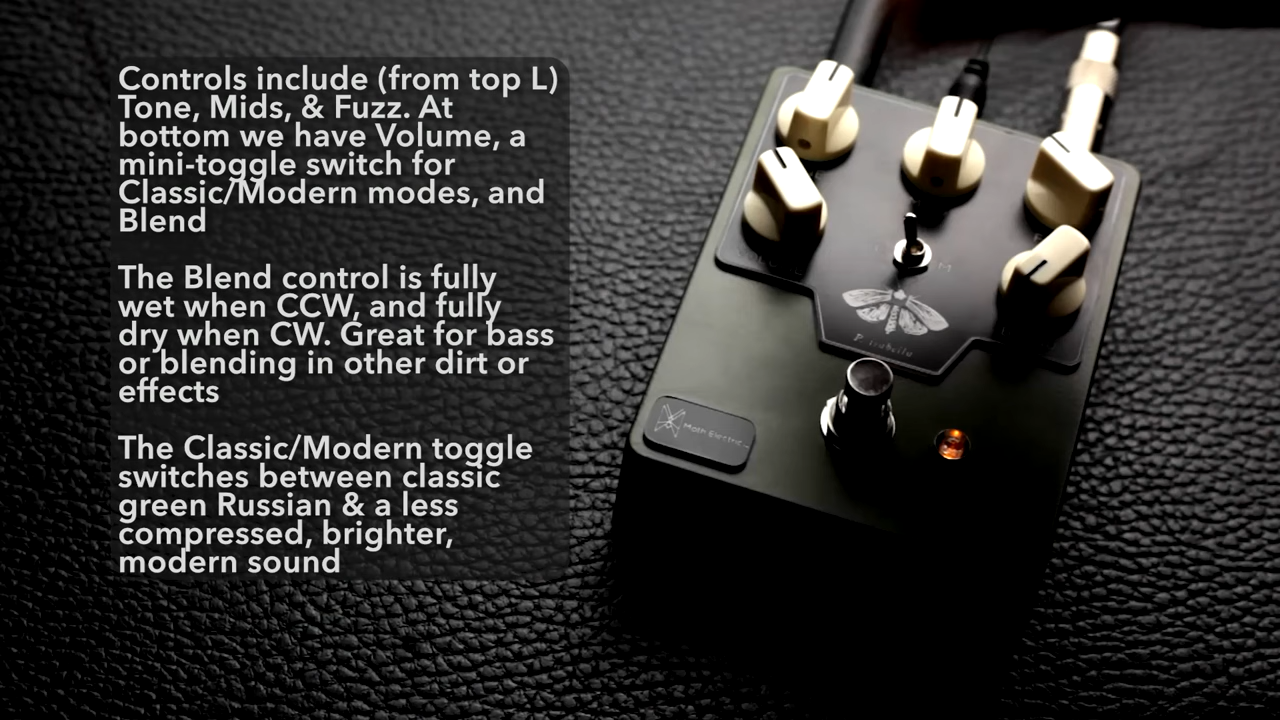 Controls include (from top L)
Tone, Mids, & Fuzz. At
bottom we have Volume, a
mini-toggle switch for
Classic/Modern modes, and
Blend
The Blend control is fully
wet when CCW, and fully
dry when CW. Great for bass
or blending in other dirt or
effects
The Classic/Modern toggle
switches between classic
green Russian & a less
compressed, brighter,
modern sound
M
P. isabella
Moth Electric